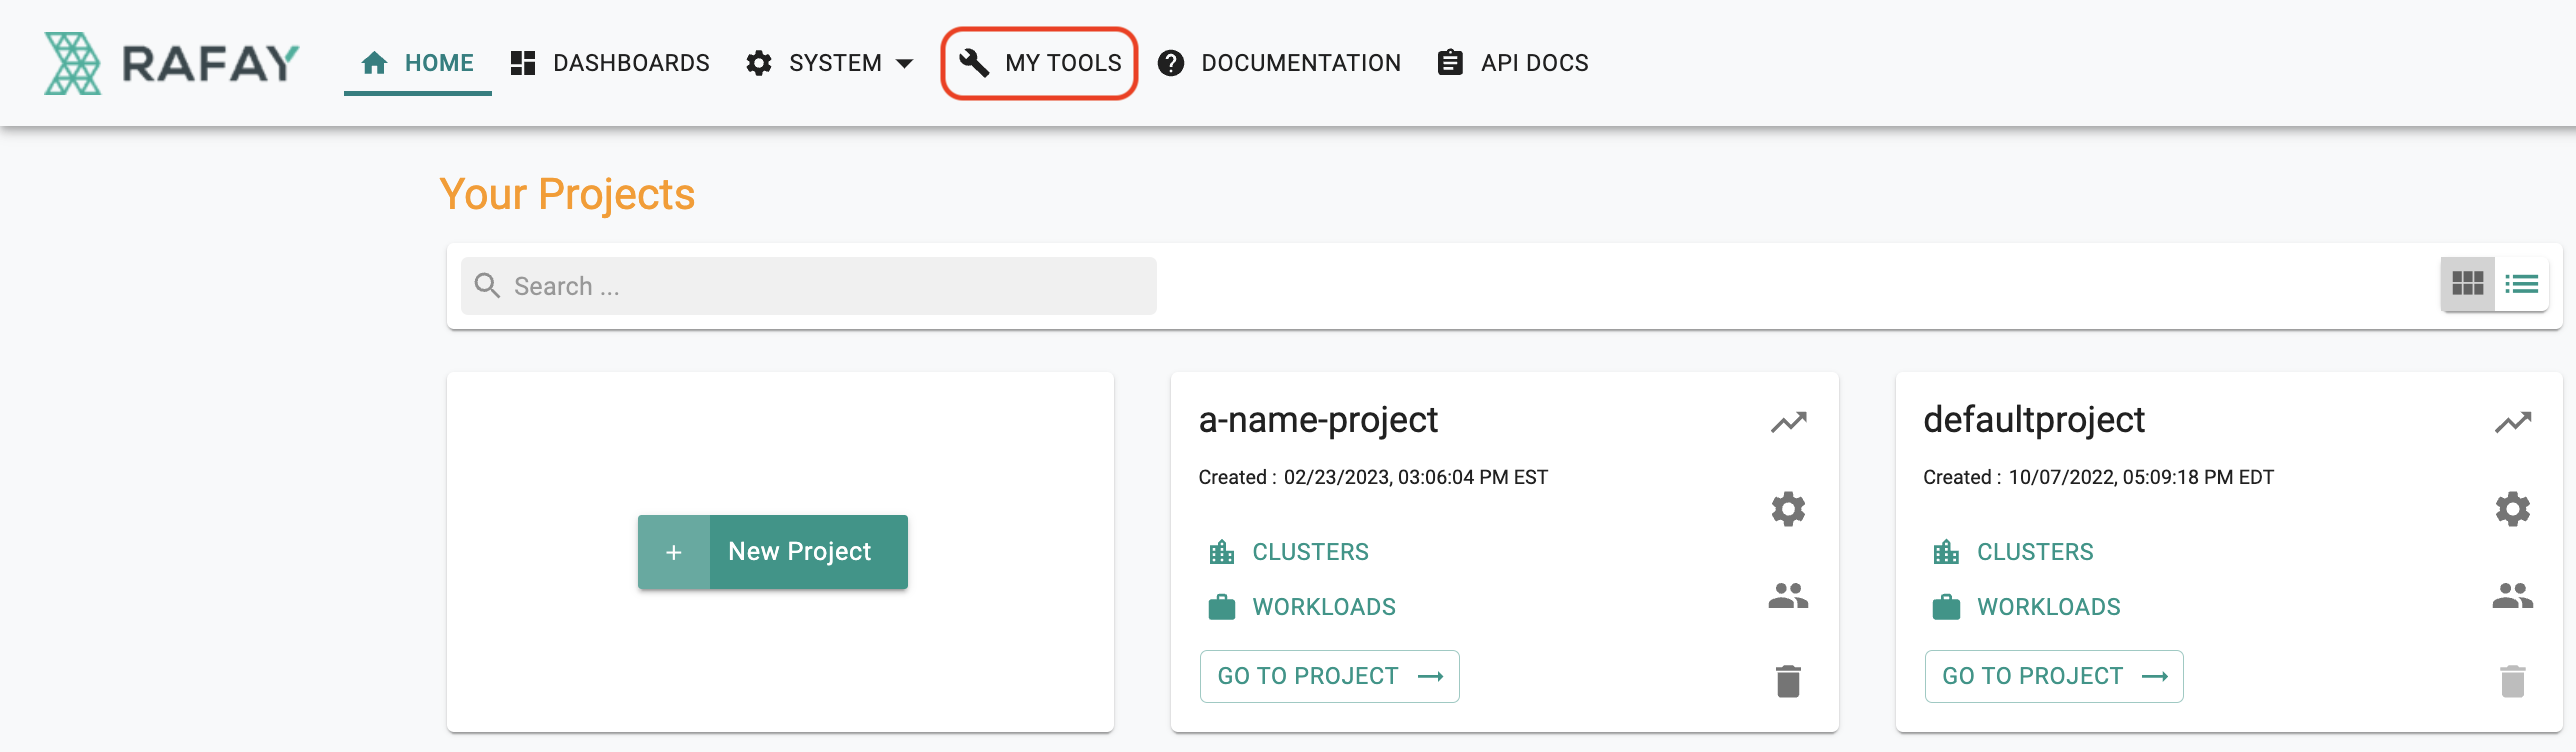 RAFAY HOME DASHBOARDS SYSTEM MY TOOLS DOCUMENTATION API DOCS
Your Projects
Search ...
+ New Project
a-name-project
Created : 02/23/2023, 03:06:04 PM EST
CLUSTERS
WORKLOADS
GO TO PROJECT →
defaultproject
Created : 10/07/2022, 05:09:18 PM EDT
CLUSTERS
WORKLOADS
GO TO PROJECT →